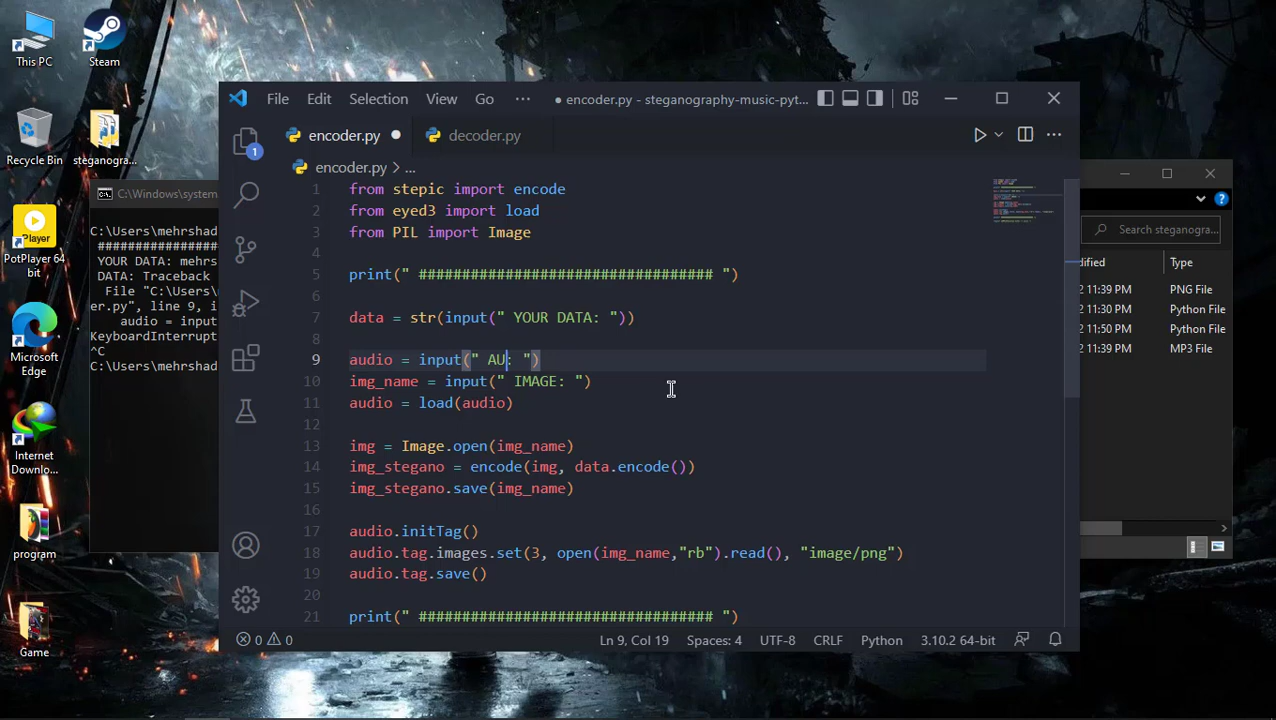 This PC
Steam
Recycle Bin
steganogra...
PotPlayer 64 bit
Microsoft Edge
Internet Downlo...
program
Game
C:\Windows\system
C:\Users\mehrshad
#################
YOUR DATA: mehrs
DATA: Traceback
File "C:\Users\
er.py", line 9, i
audio = input
KeyboardInterrupt
^C
C:\Users\mehrshad
File Edit Selection View Go ··· ● encoder.py - steganography-music-pyt...
encoder.py ● decoder.py
encoder.py > ...
1 from stepic import encode
2 from eyed3 import load
3 from PIL import Image
4
5 print(" ################################## ")
6
7 data = str(input(" YOUR DATA: "))
8
9 audio = input(" AU: ")
10 img_name = input(" IMAGE: ")
11 audio = load(audio)
12
13 img = Image.open(img_name)
14 img_stegano = encode(img, data.encode())
15 img_stegano.save(img_name)
16
17 audio.initTag()
18 audio.tag.images.set(3, open(img_name,"rb").read(), "image/png")
19 audio.tag.save()
20
21 print(" ################################## ")
1
0 0 Ln 9, Col 19 Spaces: 4 UTF-8 CRLF Python 3.10.2 64-bit
Search steganogra...
dified Type
2 11:39 PM PNG File
2 11:30 PM Python File
2 11:50 PM Python File
2 11:39 PM MP3 File